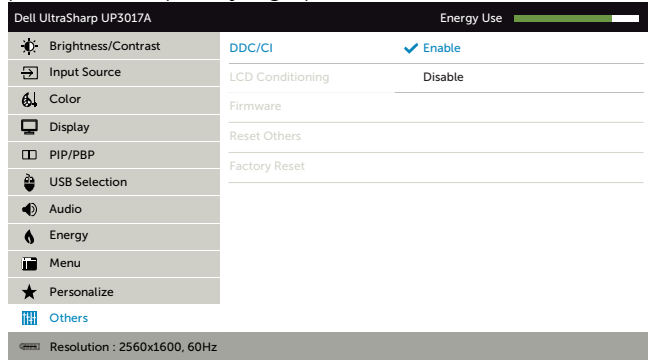 Dell UltraSharp UP3017A Energy Use
Brightness/Contrast DDC/CI Enable
Input Source LCD Conditioning Disable
Color Firmware
Display Reset Others
PIP/PBP Factory Reset
USB Selection
Audio
Energy
Menu
Personalize
Others
Resolution : 2560x1600, 60Hz